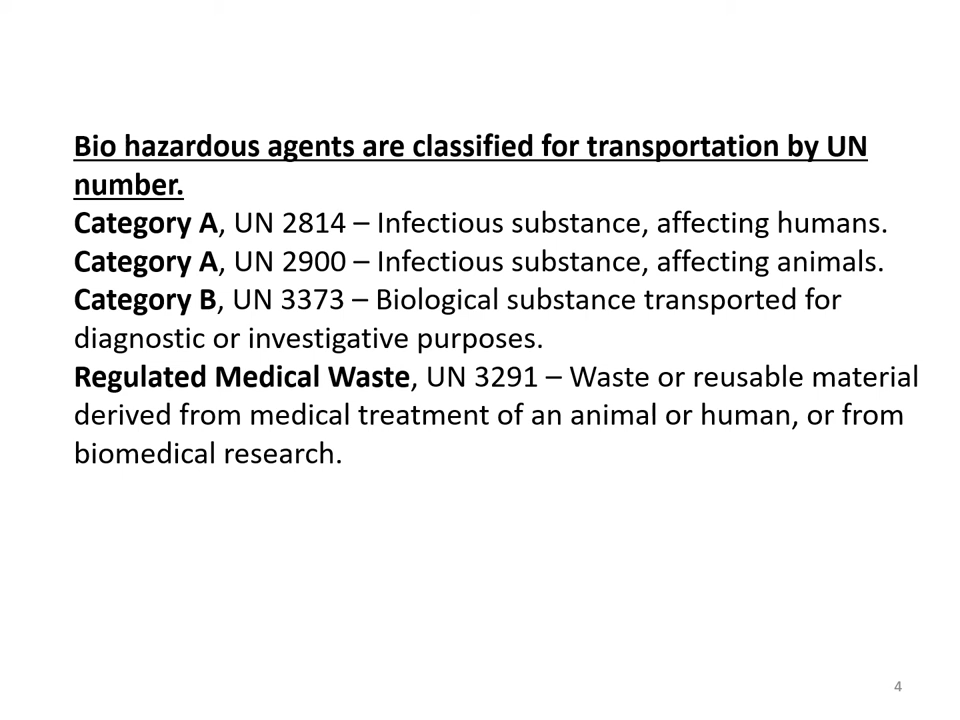 Bio hazardous agents are classified for transportation by UN
number.
Category A, UN 2814 – Infectious substance, affecting humans.
Category A, UN 2900 – Infectious substance, affecting animals.
Category B, UN 3373 – Biological substance transported for
diagnostic or investigative purposes.
Regulated Medical Waste, UN 3291 – Waste or reusable material
derived from medical treatment of an animal or human, or from
biomedical research.
4